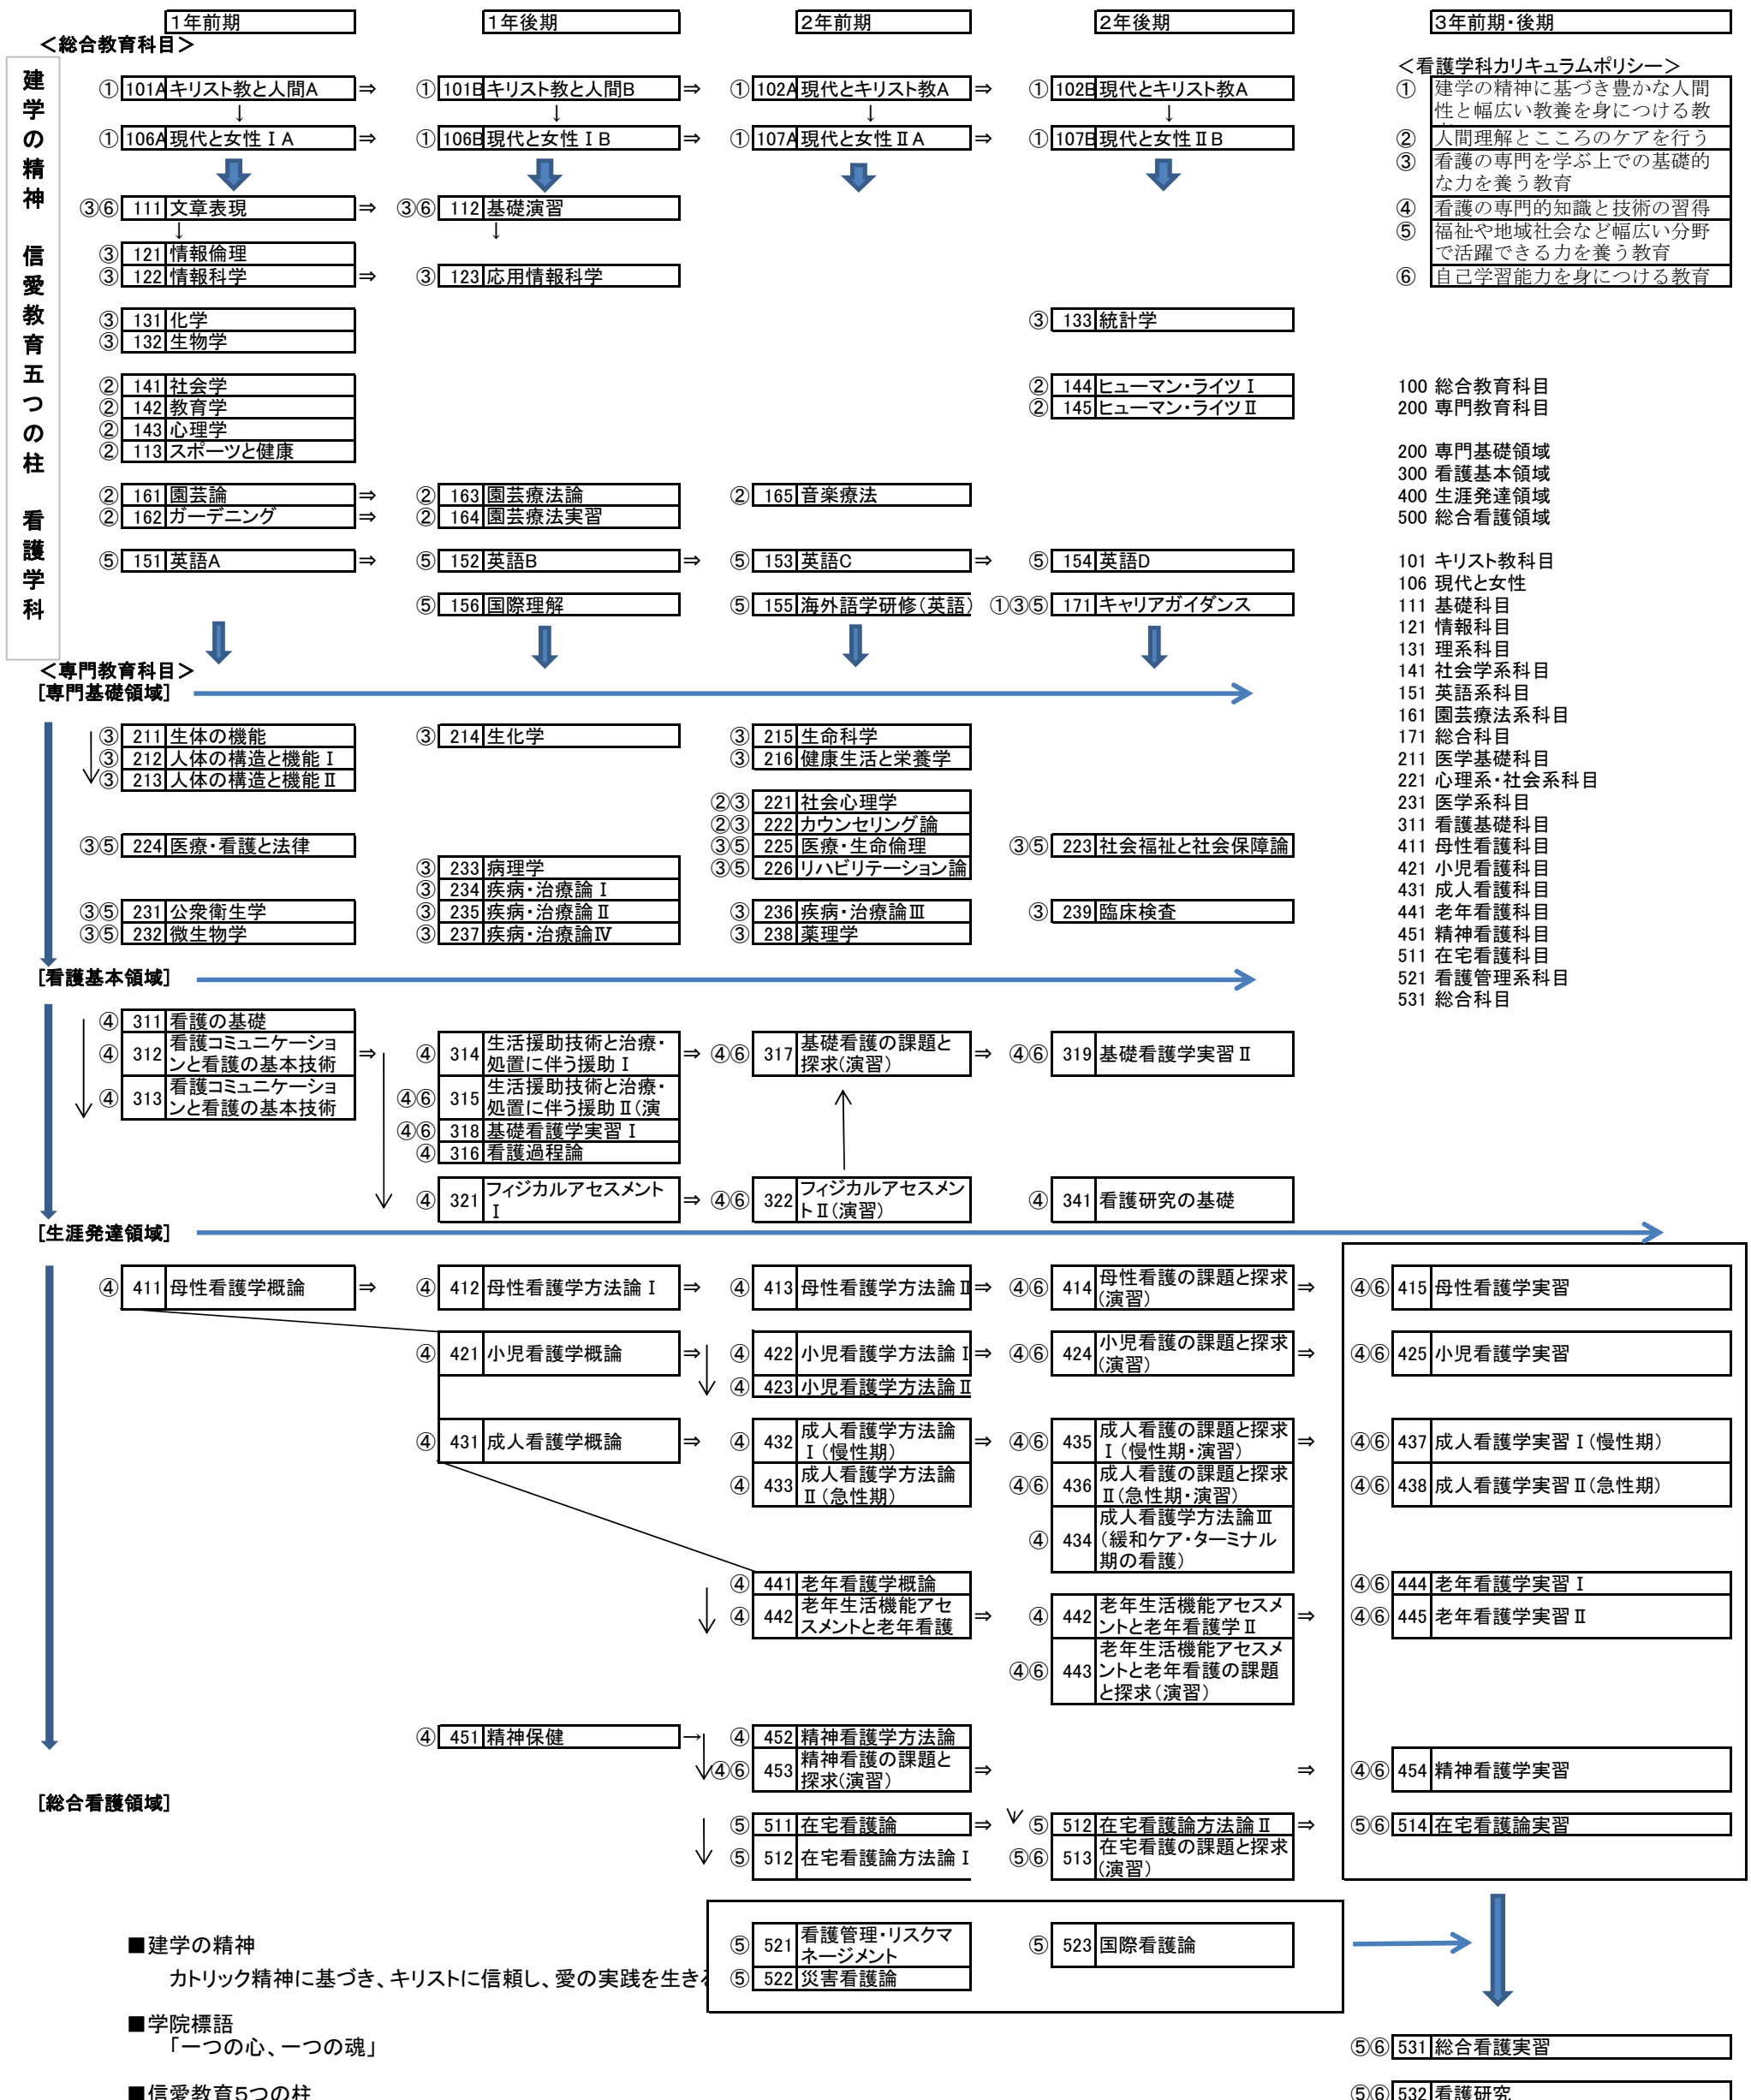 1年前期 1年後期 2年前期 2年後期 3年前期・後期
＜総合教育科目＞
建学の精神 信愛教育五つの柱 看護学科
＜看護学科カリキュラムポリシー＞
① 建学の精神に基づき豊かな人間
性と幅広い教養を身につける教
② 人間理解とこころのケアを行う
③ 看護の専門を学ぶ上での基礎的
な力を養う教育
④ 看護の専門的知識と技術の習得
⑤ 福祉や地域社会など幅広い分野
で活躍できる力を養う教育
⑥ 自己学習能力を身につける教育
① 101A キリスト教と人間A ⇒ ① 101B キリスト教と人間B ⇒ ① 102A 現代とキリスト教A ⇒ ① 102B 現代とキリスト教A
↓ ↓ ↓ ↓
① 106A 現代と女性ⅠA ⇒ ① 106B 現代と女性ⅠB ⇒ ① 107A 現代と女性ⅡA ⇒ ① 107B 現代と女性ⅡB
③⑥ 111 文章表現 ⇒ ③⑥ 112 基礎演習
↓ ↓
③ 121 情報倫理
③ 122 情報科学 ⇒ ③ 123 応用情報科学
③ 131 化学 ③ 133 統計学
③ 132 生物学
② 141 社会学 ② 144 ヒューマン・ライツⅠ
② 142 教育学 ② 145 ヒューマン・ライツⅡ
② 143 心理学
② 113 スポーツと健康
② 161 園芸論 ⇒ ② 163 園芸療法論 ② 165 音楽療法
② 162 ガーデニング ⇒ ② 164 園芸療法実習
⑤ 151 英語A ⇒ ⑤ 152 英語B ⇒ ⑤ 153 英語C ⇒ ⑤ 154 英語D
⑤ 156 国際理解 ⑤ 155 海外語学研修（英語） ①③⑤ 171 キャリアガイダンス
100 総合教育科目
200 専門教育科目
200 専門基礎領域
300 看護基本領域
400 生涯発達領域
500 総合看護領域
101 キリスト教科目
106 現代と女性
111 基礎科目
121 情報科目
131 理系科目
141 社会学系科目
151 英語系科目
161 園芸療法系科目
171 総合科目
211 医学基礎科目
221 心理系・社会系科目
231 医学系科目
311 看護基礎科目
411 母性看護科目
421 小児看護科目
431 成人看護科目
441 老年看護科目
451 精神看護科目
511 在宅看護科目
521 看護管理系科目
531 総合科目
＜専門教育科目＞
[専門基礎領域]
③ 211 生体の機能 ③ 214 生化学 ③ 215 生命科学
③ 212 人体の構造と機能Ⅰ ③ 216 健康生活と栄養学
③ 213 人体の構造と機能Ⅱ
②③ 221 社会心理学
②③ 222 カウンセリング論
③⑤ 224 医療・看護と法律 ③⑤ 225 医療・生命倫理 ③⑤ 223 社会福祉と社会保障論
③ 233 病理学 ③⑤ 226 リハビリテーション論
③ 234 疾病・治療論Ⅰ
③⑤ 231 公衆衛生学 ③ 235 疾病・治療論Ⅱ ③ 236 疾病・治療論Ⅲ ③ 239 臨床検査
③⑤ 232 微生物学 ③ 237 疾病・治療論Ⅳ ③ 238 薬理学
[看護基本領域]
④ 311 看護の基礎
④ 312 看護コミュニケーショ
ンと看護の基本技術 ⇒
④ 313 看護コミュニケーショ
ンと看護の基本技術
④ 314 生活援助技術と治療・
処置に伴う援助Ⅰ ⇒
④⑥ 315 生活援助技術と治療・
処置に伴う援助Ⅱ（演
④⑥ 318 基礎看護学実習Ⅰ
④ 316 看護過程論
④⑥ 317 基礎看護の課題と
探求(演習) ⇒
④⑥ 319 基礎看護学実習Ⅱ
④ 321 フィジカルアセスメント
Ⅰ ⇒
④⑥ 322 フィジカルアセスメン
トⅡ（演習）
④ 341 看護研究の基礎
[生涯発達領域]
④ 411 母性看護学概論 ⇒ ④ 412 母性看護学方法論Ⅰ ⇒ ④ 413 母性看護学方法論Ⅱ ⇒
④⑥ 414 母性看護の課題と探求
(演習) ⇒
④⑥ 415 母性看護学実習
④ 421 小児看護学概論 ⇒ ④ 422 小児看護学方法論Ⅰ ⇒
④ 423 小児看護学方法論Ⅱ
④⑥ 424 小児看護の課題と探求
(演習) ⇒
④⑥ 425 小児看護学実習
④ 431 成人看護学概論 ⇒
④ 432 成人看護学方法論
Ⅰ（慢性期） ⇒
④ 433 成人看護学方法論
Ⅱ（急性期）
④⑥ 435 成人看護の課題と探求
Ⅰ（慢性期・演習） ⇒
④⑥ 436 成人看護の課題と探求
Ⅱ(急性期・演習）
④ 434 成人看護学方法論Ⅲ
（緩和ケア・ターミナル
期の看護）
④⑥ 437 成人看護学実習Ⅰ（慢性期）
④⑥ 438 成人看護学実習Ⅱ(急性期）
④ 441 老年看護学概論
④ 442 老年生活機能アセ
スメントと老年看護 ⇒
④ 442 老年生活機能アセスメ
ントと老年看護学Ⅱ ⇒
④⑥ 443 老年生活機能アセスメ
ントと老年看護の課題
と探求（演習）
④⑥ 444 老年看護学実習Ⅰ
④⑥ 445 老年看護学実習Ⅱ
④ 451 精神保健 → ④ 452 精神看護学方法論
④⑥ 453 精神看護の課題と
探求(演習) ⇒ ⇒
④⑥ 454 精神看護学実習
[総合看護領域]
⑤ 511 在宅看護論 ⇒ ⑤ 512 在宅看護論方法論Ⅱ ⇒ ⑤⑥ 514 在宅看護論実習
⑤ 512 在宅看護論方法論Ⅰ
⑤⑥ 513 在宅看護の課題と探求
(演習）
⑤ 521 看護管理・リスクマ
ネージメント
⑤ 523 国際看護論
⑤ 522 災害看護論
■建学の精神
カトリック精神に基づき、キリストに信頼し、愛の実践を生き
■学院標語
「一つの心、一つの魂」
⑤⑥ 531 総合看護実習
■信愛教育5つの柱
⑤⑥ 532 看護研究